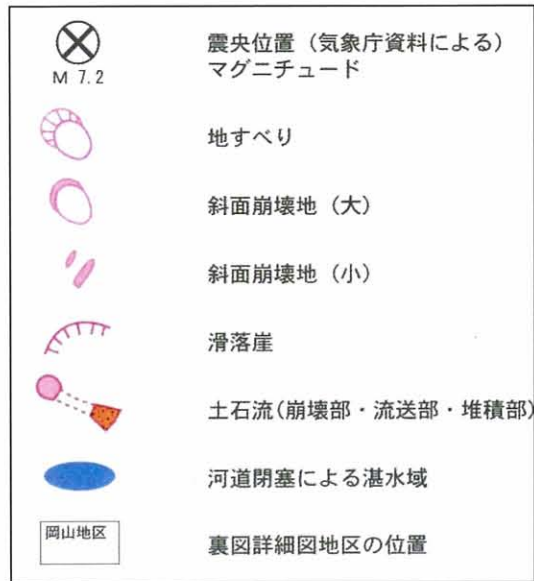 震央位置（気象庁資料による）
M 7.2
マグニチュード
地すべり
斜面崩壊地（大）
斜面崩壊地（小）
滑落崖
土石流(崩壊部・流送部・堆積部)
河道閉塞による湛水域
岡山地区
裏図詳細図地区の位置